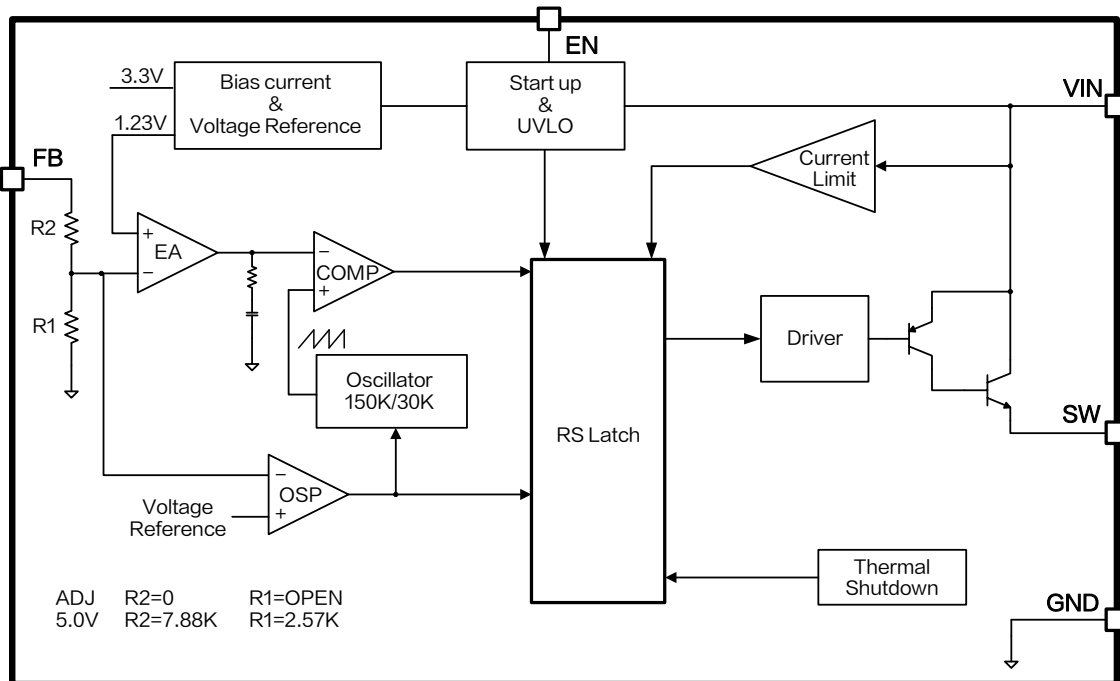 EN
3.3V
Bias current
&
Voltage Reference
1.23V
Start up
&
UVLO
VIN
FB
Current
Limit
R2
+
EA
−
−
COMP
+
R1
Oscillator
150K/30K
Driver
RS Latch
SW
−
OSP
+
Voltage
Reference
Thermal
Shutdown
ADJ R2=0 R1=OPEN
5.0V R2=7.88K R1=2.57K
GND